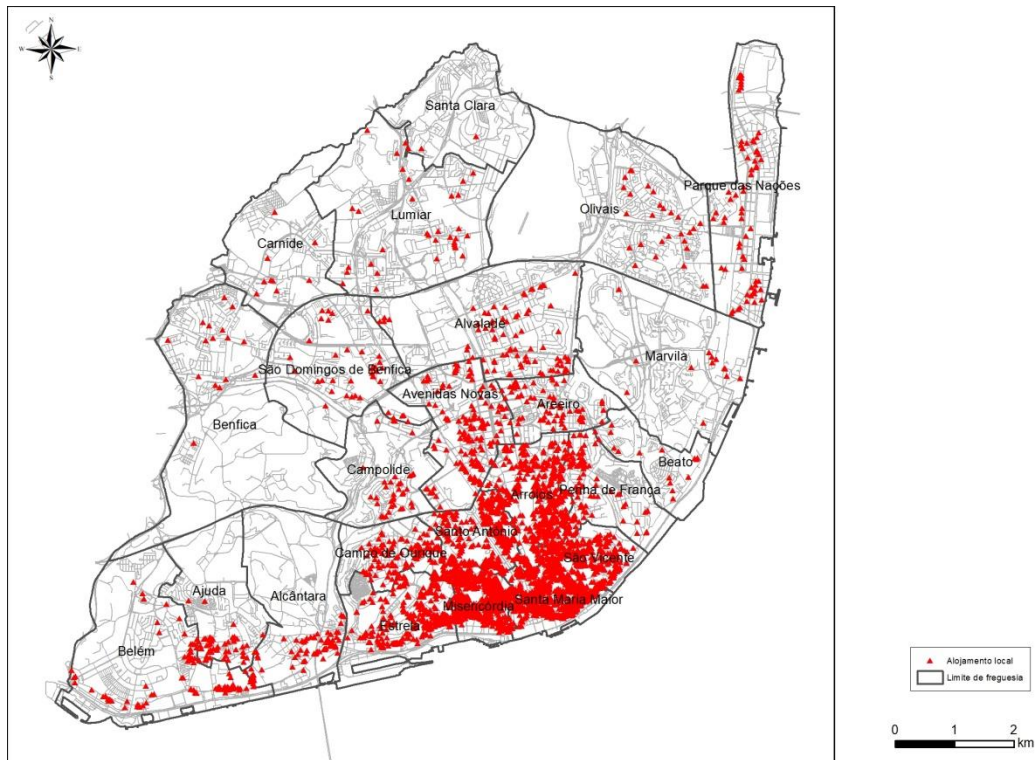 N
W
E
S
Santa Clara
Parque das Nações
Olivais
Lumiar
Carnide
Alvalade
Marvila
São Domingos de Benfica
Avenidas Novas
Areeiro
Benfica
Beato
Campolide
Arroios
Penha de França
Santo António
Campo de Ourique
São Vicente
Ajuda
Alcântara
Santa Maria Maior
Misericórdia
Estrela
Belém
Alojamento local
Limite de freguesia
0 1 2
km